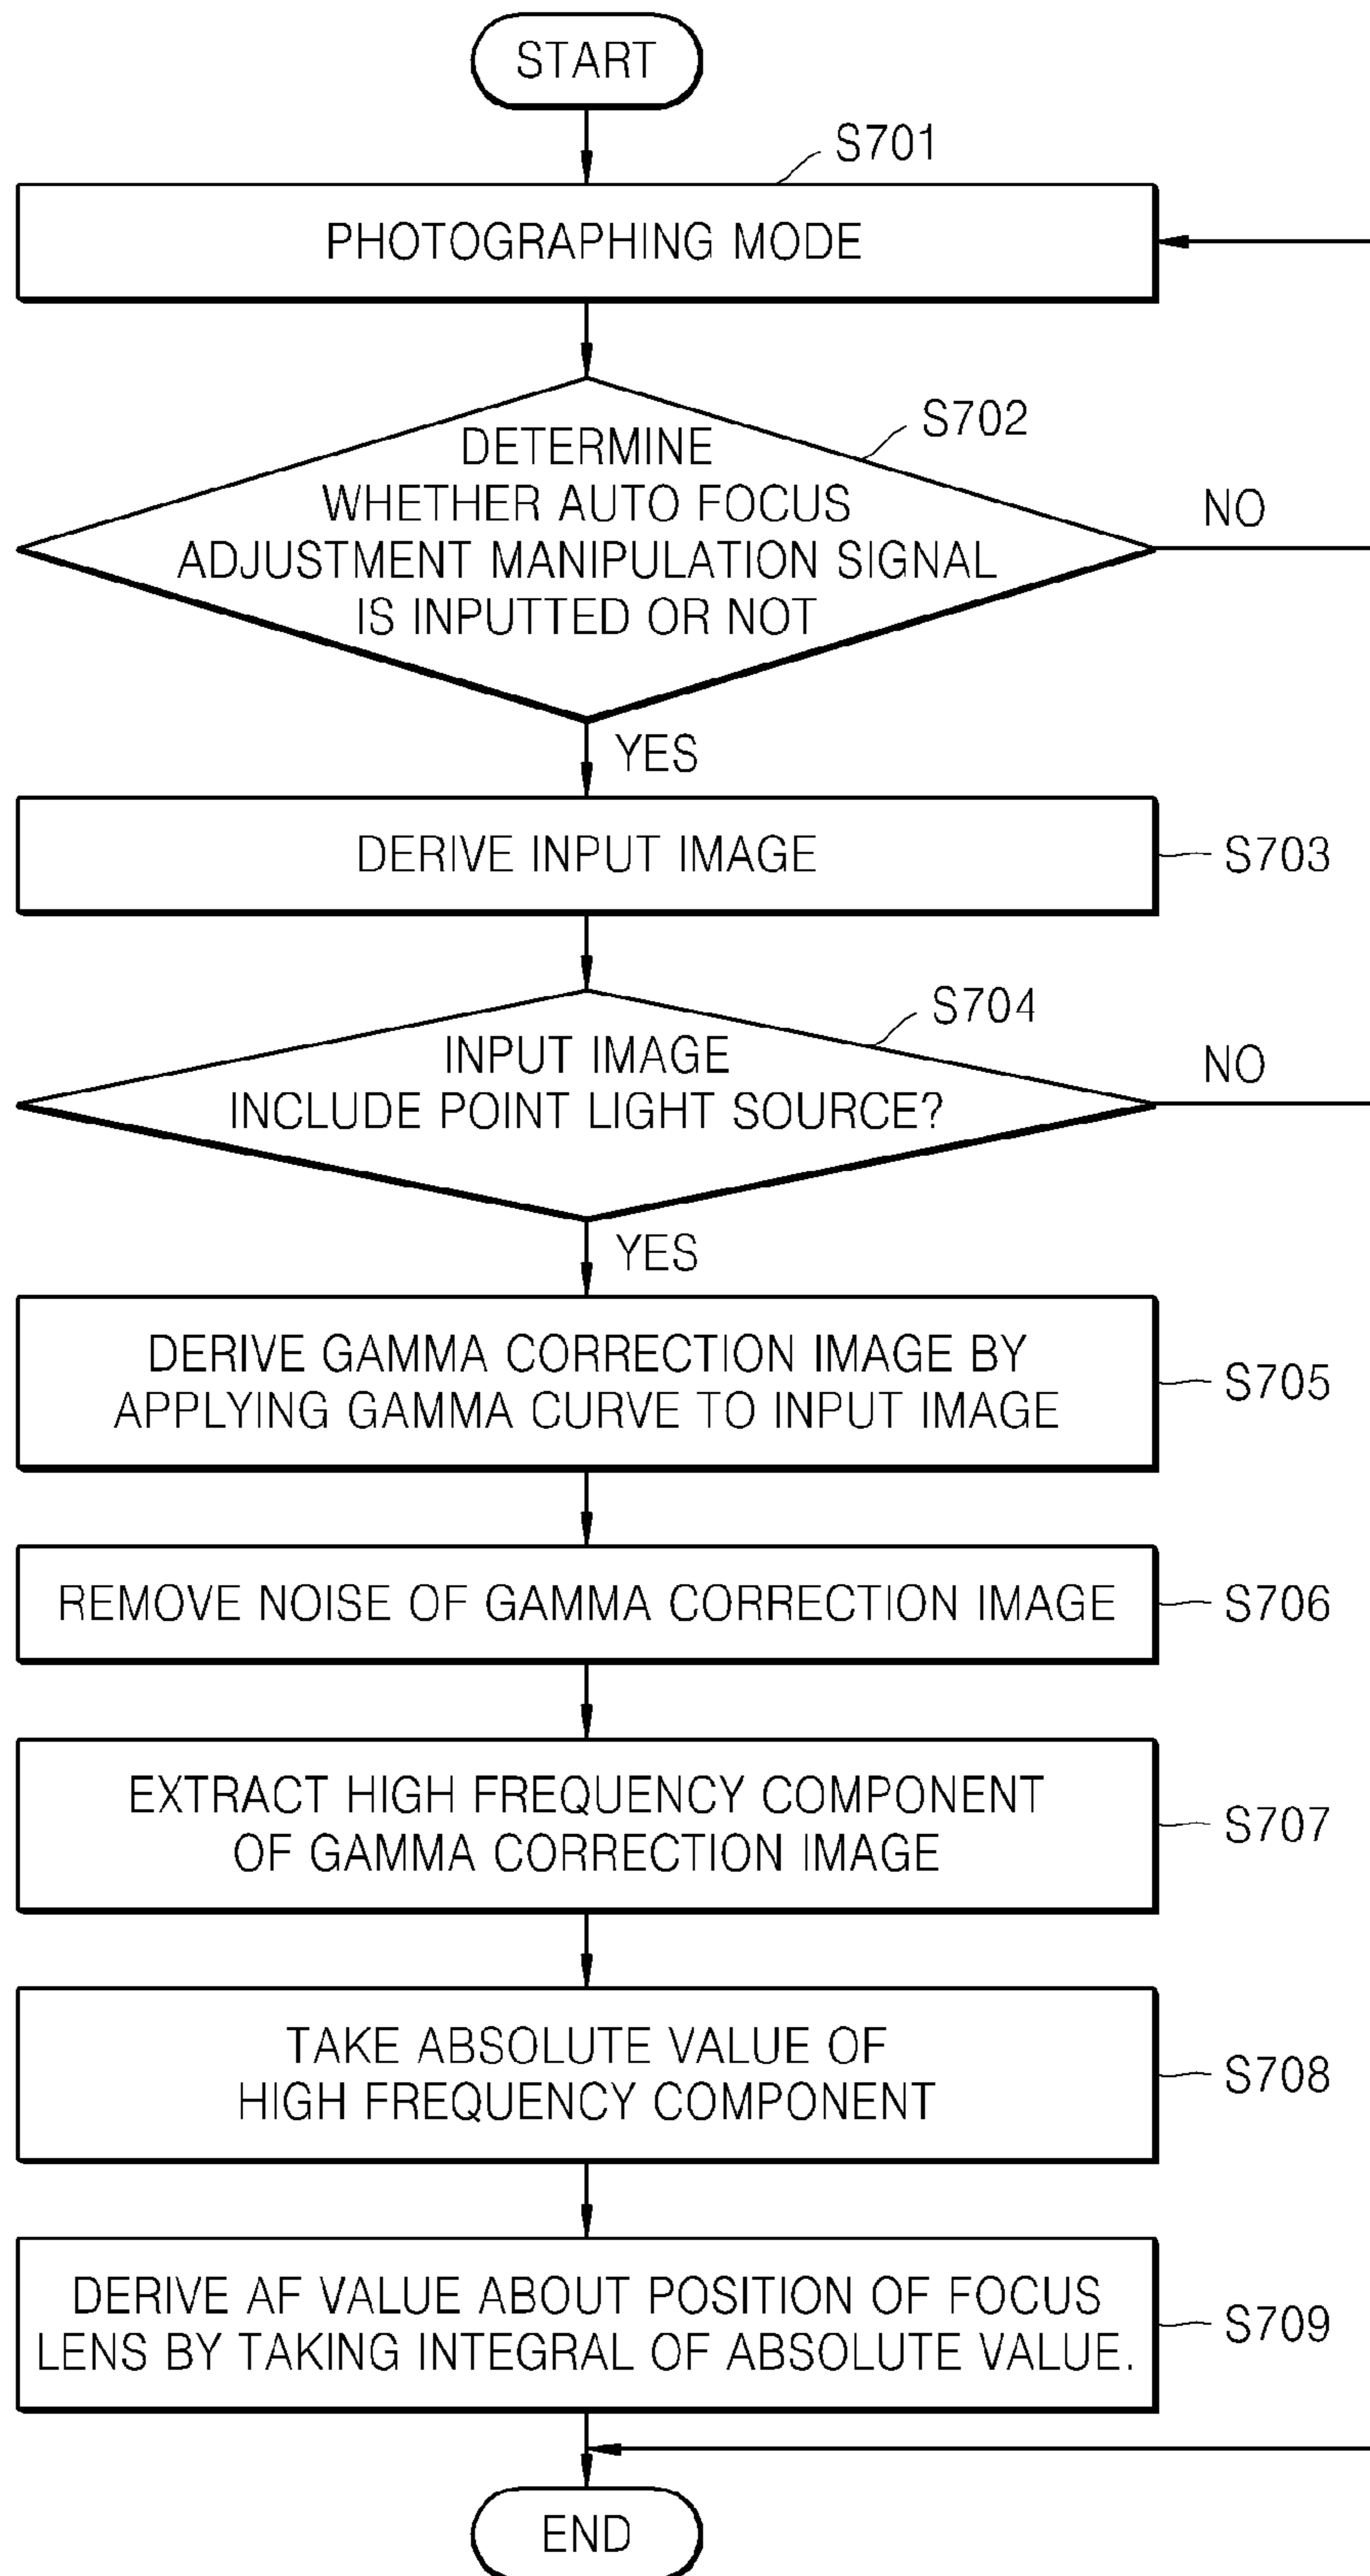 START
S701
PHOTOGRAPHING MODE
S702
DETERMINE
WHETHER AUTO FOCUS
ADJUSTMENT MANIPULATION SIGNAL
IS INPUTTED OR NOT
NO
YES
DERIVE INPUT IMAGE
S703
S704
INPUT IMAGE
INCLUDE POINT LIGHT SOURCE?
NO
YES
DERIVE GAMMA CORRECTION IMAGE BY
APPLYING GAMMA CURVE TO INPUT IMAGE
S705
REMOVE NOISE OF GAMMA CORRECTION IMAGE
S706
EXTRACT HIGH FREQUENCY COMPONENT
OF GAMMA CORRECTION IMAGE
S707
TAKE ABSOLUTE VALUE OF
HIGH FREQUENCY COMPONENT
S708
DERIVE AF VALUE ABOUT POSITION OF FOCUS
LENS BY TAKING INTEGRAL OF ABSOLUTE VALUE.
S709
END